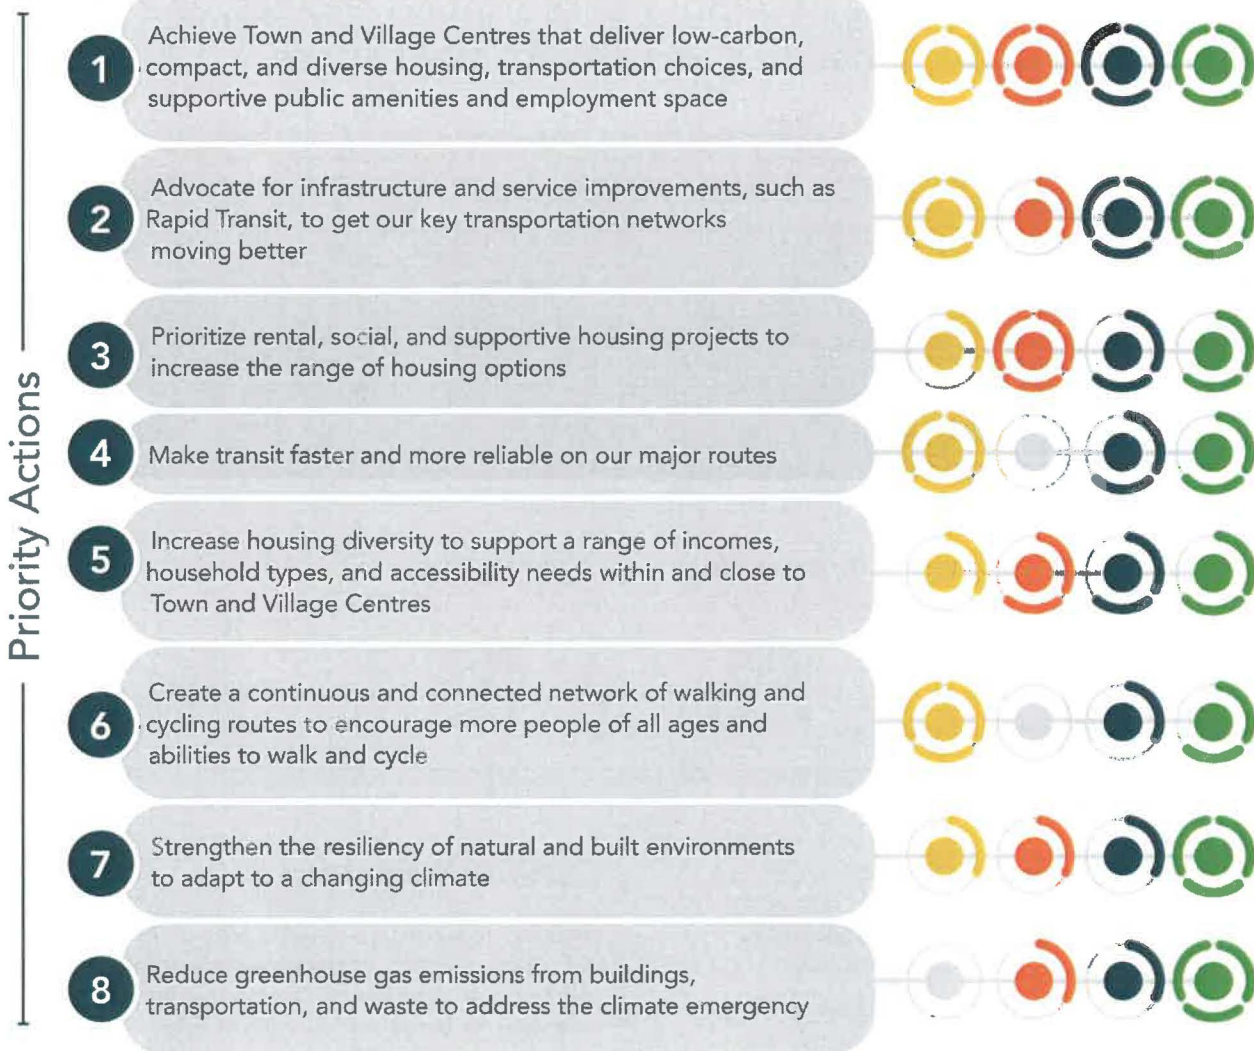 Priority Actions
1
Achieve Town and Village Centres that deliver low-carbon,
compact, and diverse housing, transportation choices, and
supportive public amenities and employment space
2
Advocate for infrastructure and service improvements, such as
Rapid Transit, to get our key transportation networks
moving better
3
Prioritize rental, social, and supportive housing projects to
increase the range of housing options
4
Make transit faster and more reliable on our major routes
5
Increase housing diversity to support a range of incomes,
household types, and accessibility needs within and close to
Town and Village Centres
6
Create a continuous and connected network of walking and
cycling routes to encourage more people of all ages and
abilities to walk and cycle
7
Strengthen the resiliency of natural and built environments
to adapt to a changing climate
8
Reduce greenhouse gas emissions from buildings,
transportation, and waste to address the climate emergency